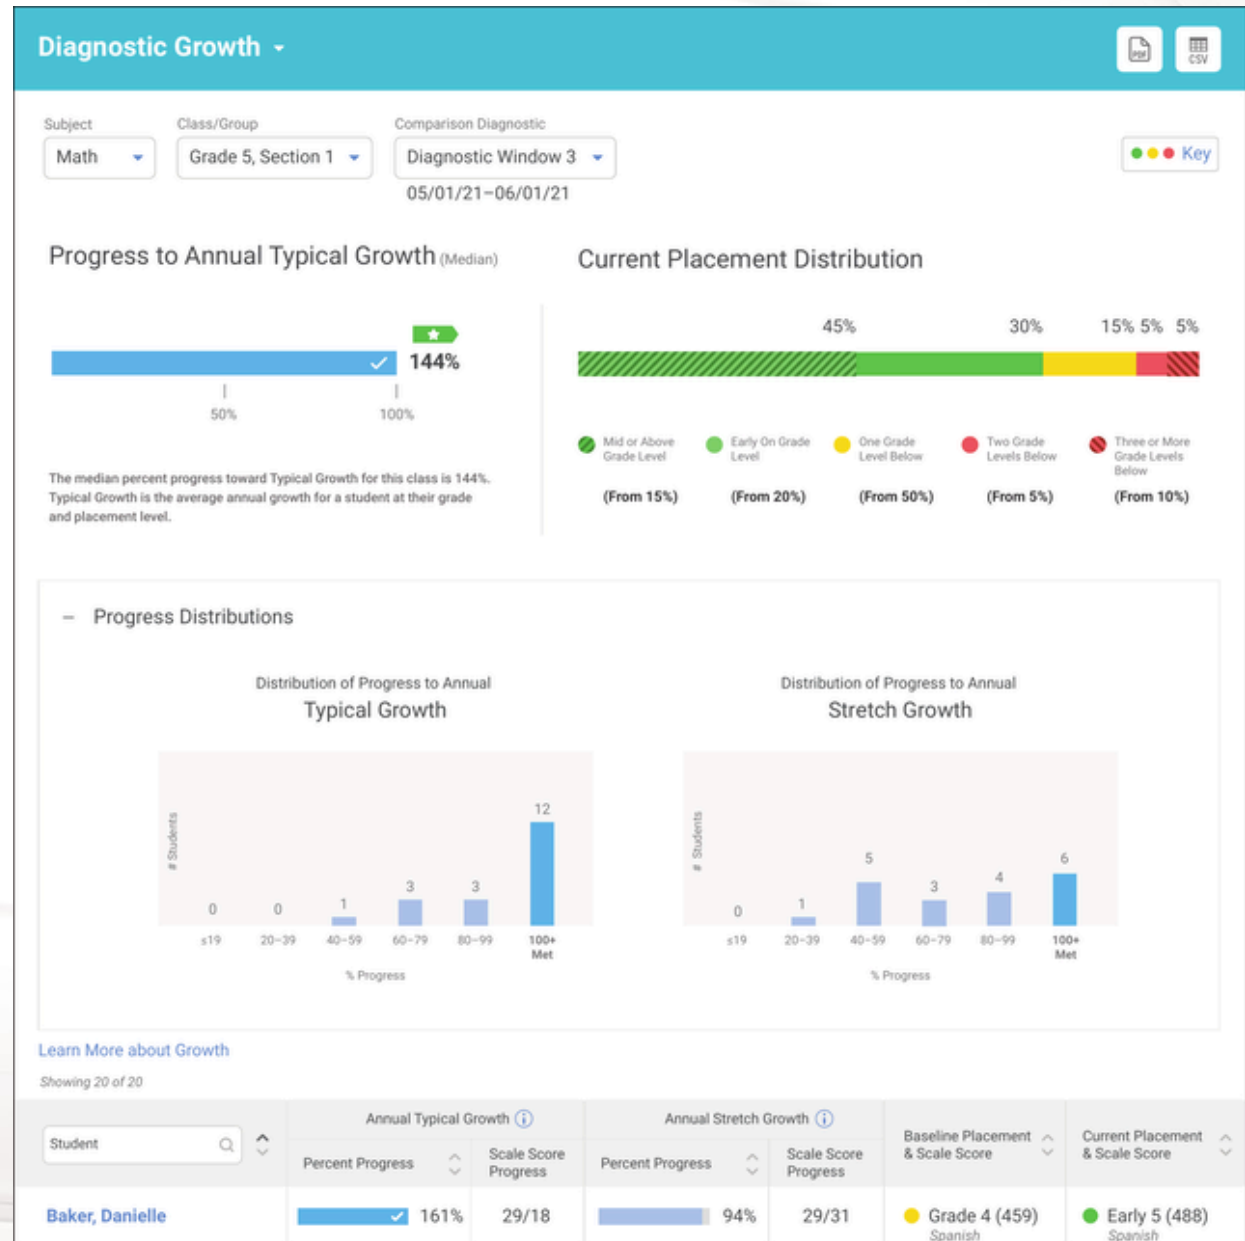 Diagnostic Growth
PDF
CSV
Subject
Class/Group
Comparison Diagnostic
Math
Grade 5, Section 1
Diagnostic Window 3
Key
05/01/21–06/01/21
Progress to Annual Typical Growth (Median)
Current Placement Distribution
45% 30% 15% 5% 5%
144%
50% 100%
Mid or Above
Grade Level
(From 15%)
Early On Grade
Level
(From 20%)
One Grade
Level Below
(From 50%)
Two Grade
Levels Below
(From 5%)
Three or More
Grade Levels
Below
(From 10%)
The median percent progress toward Typical Growth for this class is 144%.
Typical Growth is the average annual growth for a student at their grade
and placement level.
– Progress Distributions
Distribution of Progress to Annual
Typical Growth
# Students
0 0 1 3 3 12
≤19 20–39 40–59 60–79 80–99 100+
Met
% Progress
Distribution of Progress to Annual
Stretch Growth
# Students
0 1 5 3 4 6
≤19 20–39 40–59 60–79 80–99 100+
Met
% Progress
Learn More about Growth
Showing 20 of 20
Student
Annual Typical Growth
Percent Progress
Scale Score
Progress
Annual Stretch Growth
Percent Progress
Scale Score
Progress
Baseline Placement
& Scale Score
Current Placement
& Scale Score
Baker, Danielle
161%
29/18
94%
29/31
Grade 4 (459)
Spanish
Early 5 (488)
Spanish